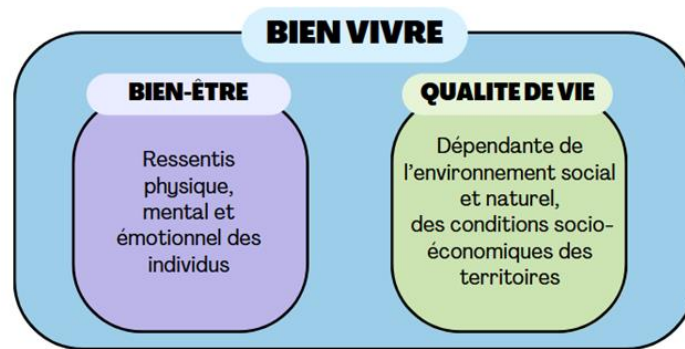 BIEN VIVRE
BIEN-ÊTRE
Ressentis
physique,
mental et
émotionnel des
individus
QUALITE DE VIE
Dépendante de
l'environnement social
et naturel,
des conditions socio-
économiques des
territoires